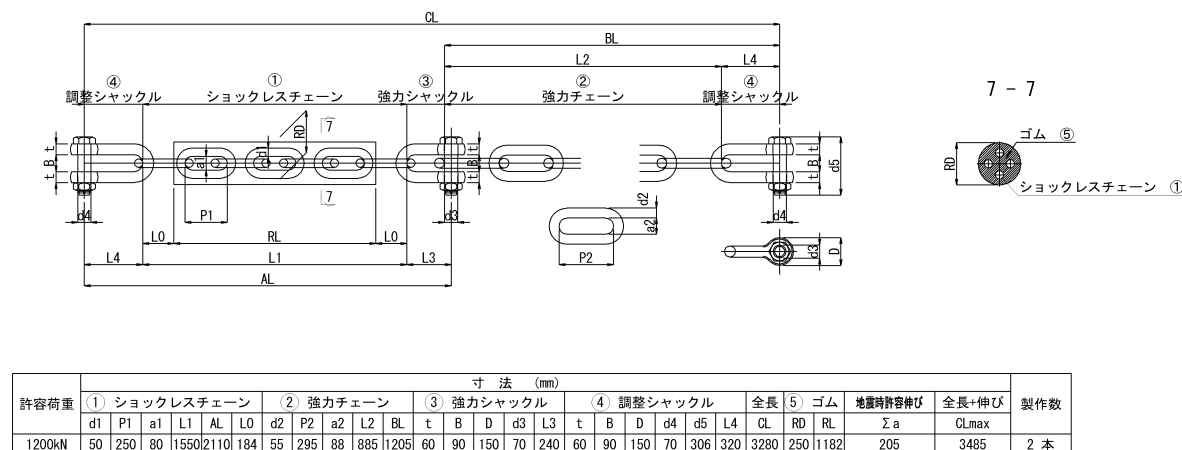 CL
BL
L2 L4
④ ① ③ ② ④
調整シャックル ショックレスチェーン 強力シャックル 強力チェーン 調整シャックル
7 - 7
RD 7
ゴム ⑤
t B t a1 d1 t B t t B t d5 RD
ショックレスチェーン ①
7
d4 P1 d3 d2 a2 d4
L0 RL L0 P2 d3 D
L4 L1 L3
AL
許容荷重 寸 法 (mm) 製作数
① ショックレスチェーン ② 強力チェーン ③ 強力シャックル ④ 調整シャックル 全長 ⑤ ゴム 地震時許容伸び 全長+伸び
d1 P1 a1 L1 AL L0 d2 P2 a2 L2 BL t B D d3 L3 t B D d4 d5 L4 CL RD RL Σa CLmax
1200kN 50 250 80 1550 2110 184 55 295 88 885 1205 60 90 150 70 240 60 90 150 70 306 320 3280 250 1182 205 3485 2 本